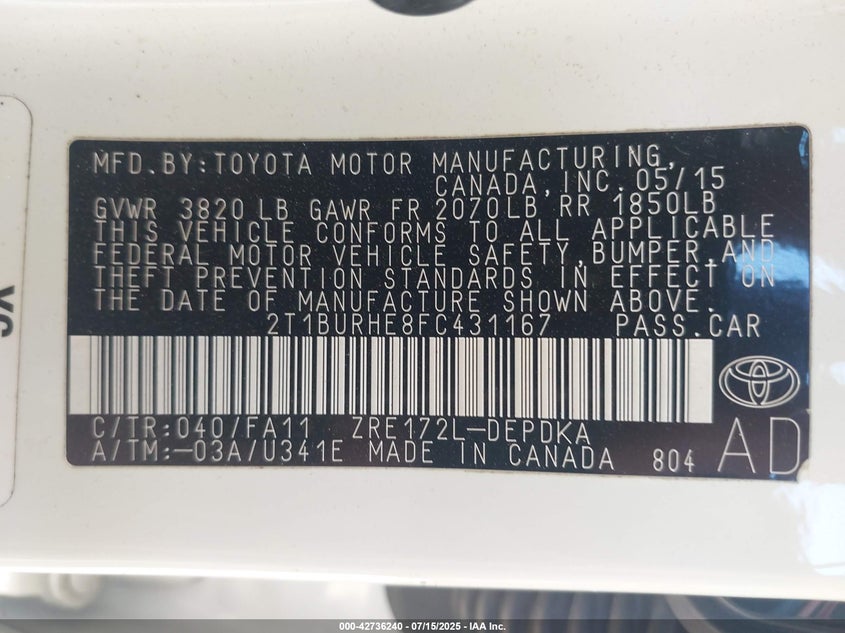 MFD.BY:TOYOTA MOTOR MANUFACTURING,
CANADA,INC.05/15
GVWR 3820 LB GAWR FR 2070LB RR 1850LB
THIS VEHICLE CONFORMS TO ALL APPLICABLE
FEDERAL MOTOR VEHICLE SAFETY,BUMPER,AND
THEFT PREVENTION STANDARDS IN EFFECT ON
THE DATE OF MANUFACTURE SHOWN ABOVE.
2T1BURHE8FC431167 PASS.CAR
C/TR:040/FA11 ZRE172L-DEPDKA
A/TM:-03A/U341E MADE IN CANADA 804 AD
000-42736240 - 07/15/2025 - IAA Inc.